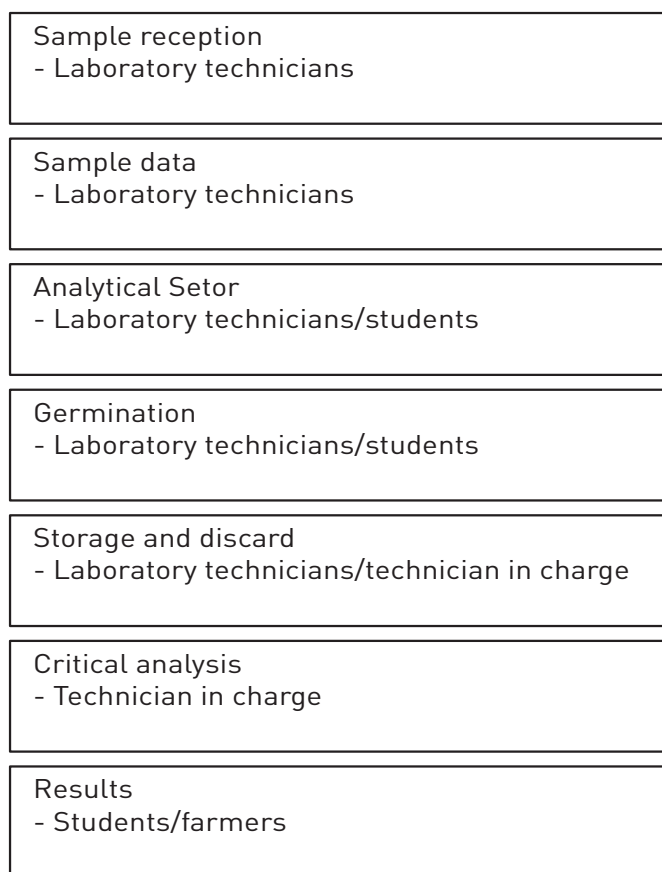 Sample reception
- Laboratory technicians
Sample data
- Laboratory technicians
Analytical Setor
- Laboratory technicians/students
Germination
- Laboratory technicians/students
Storage and discard
- Laboratory technicians/technician in charge
Critical analysis
- Technician in charge
Results
- Students/farmers